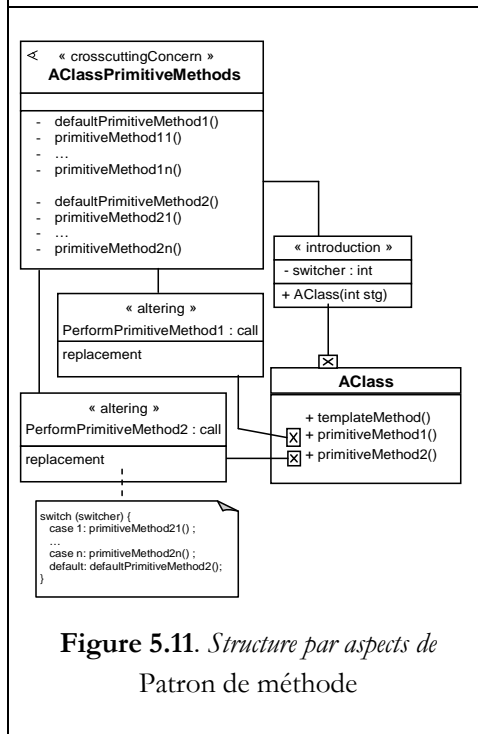 « crosscuttingConcern »
AClassPrimitiveMethods
- defaultPrimitiveMethod1()
- primitiveMethod11()
- …
- primitiveMethod1n()
- defaultPrimitiveMethod2()
- primitiveMethod21()
- …
- primitiveMethod2n()
« introduction »
- switcher : int
+ AClass(int stg)
« altering »
PerformPrimitiveMethod1 : call
replacement
AClass
+ templateMethod()
+ primitiveMethod1()
+ primitiveMethod2()
« altering »
PerformPrimitiveMethod2 : call
replacement
switch (switcher) {
case 1: primitiveMethod21() ;
…
case n: primitiveMethod2n() ;
default: defaultPrimitiveMethod2();
}
Figure 5.11. Structure par aspects de
Patron de méthode